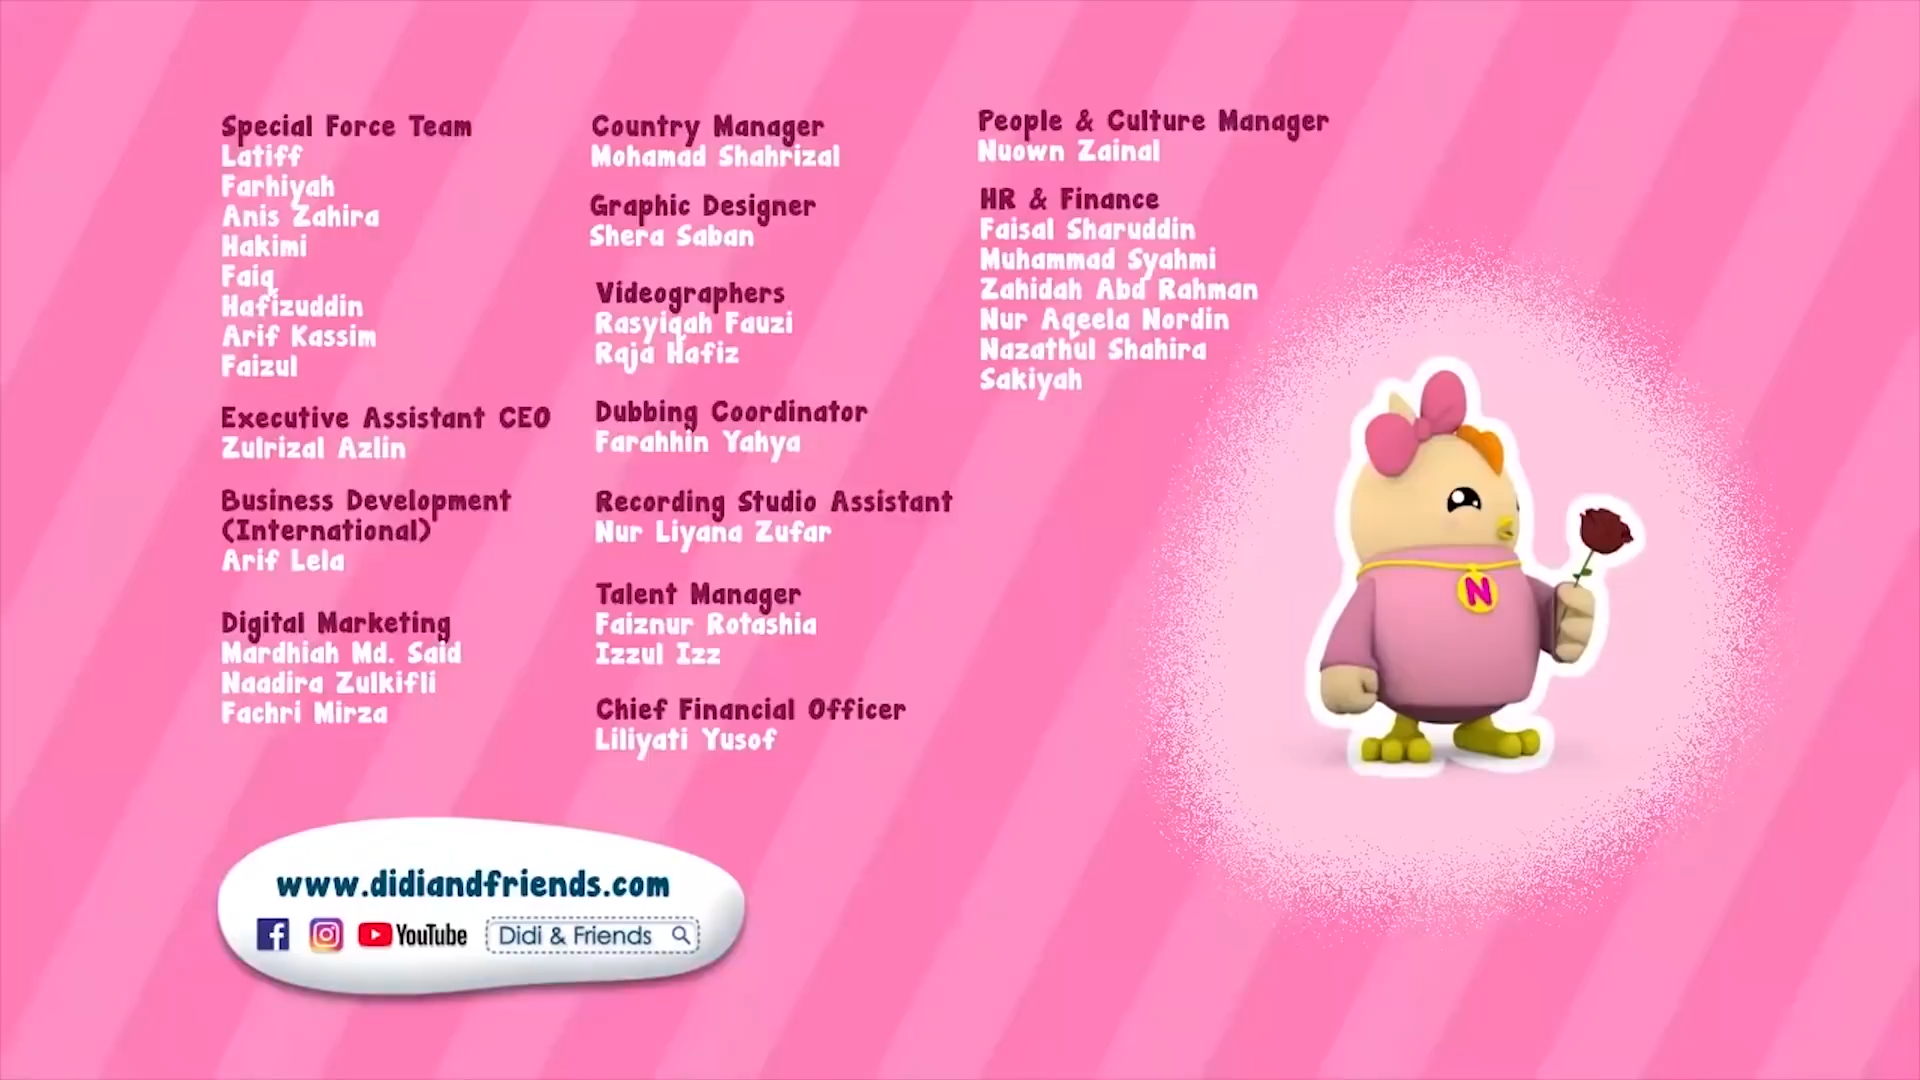 Special Force Team
Latiff
Farhiyah
Anis Zahira
Hakimi
Faiq
Hafizuddin
Arif Kassim
Faizul
Executive Assistant CEO
Zulrizal Azlin
Business Development
(International)
Arif Lela
Digital Marketing
Mardhiah Md. Said
Naadira Zulkifli
Fachri Mirza
Country Manager
Mohamad Shahrizal
Graphic Designer
Shera Saban
Videographers
Rasyiqah Fauzi
Raja Hafiz
Dubbing Coordinator
Farahhin Yahya
Recording Studio Assistant
Nur Liyana Zufar
Talent Manager
Faiznur Rotashia
Izzul Izz
Chief Financial Officer
Liliyati Yusof
People & Culture Manager
Nuown Zainal
HR & Finance
Faisal Sharuddin
Muhammad Syahmi
Zahidah Abd Rahman
Nur Aqeela Nordin
Nazathul Shahira
Sakiyah
N
www.didiandfriends.com
YouTube Didi & Friends